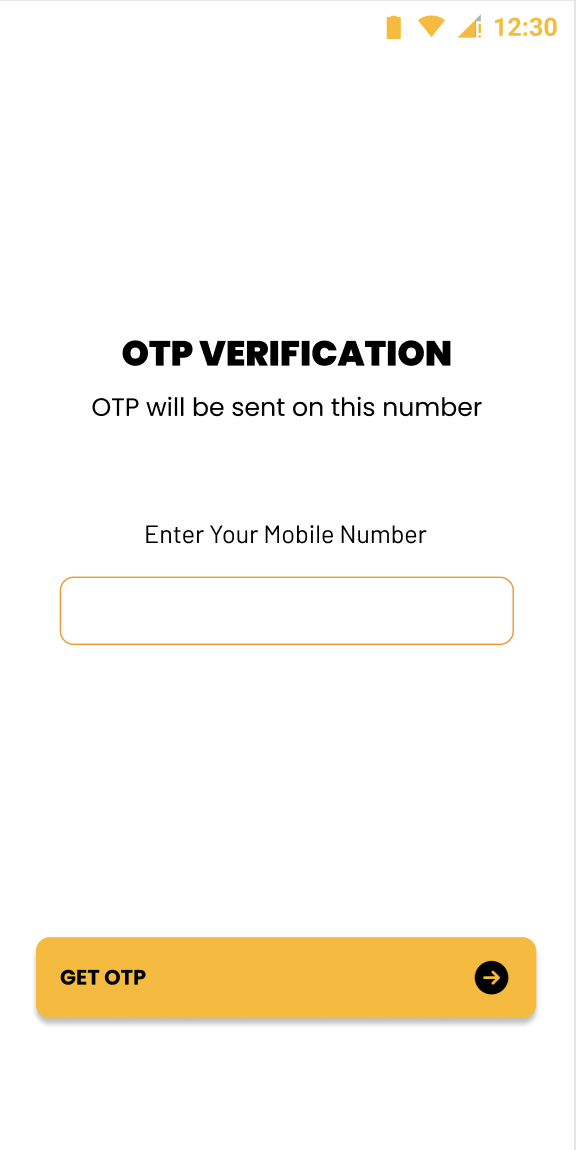 12:30
OTP VERIFICATION
OTP will be sent on this number
Enter Your Mobile Number
GET OTP